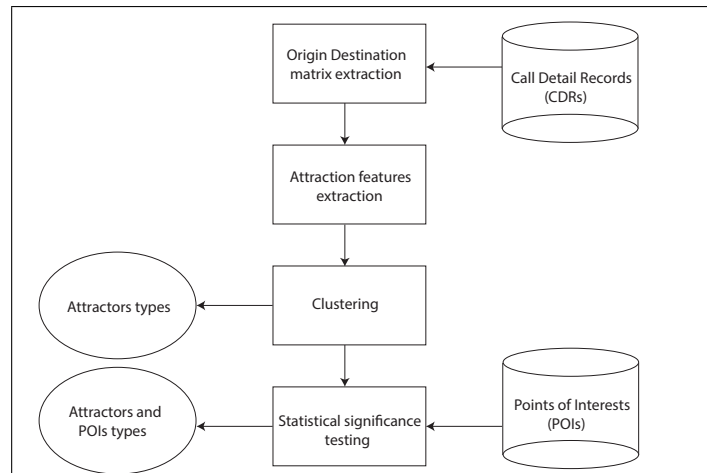 Origin Destination
matrix extraction
Call Detail Records
(CDRs)
Attraction features
extraction
Clustering
Attractors types
Attractors and
POIs types
Statistical significance
testing
Points of Interests
(POIs)